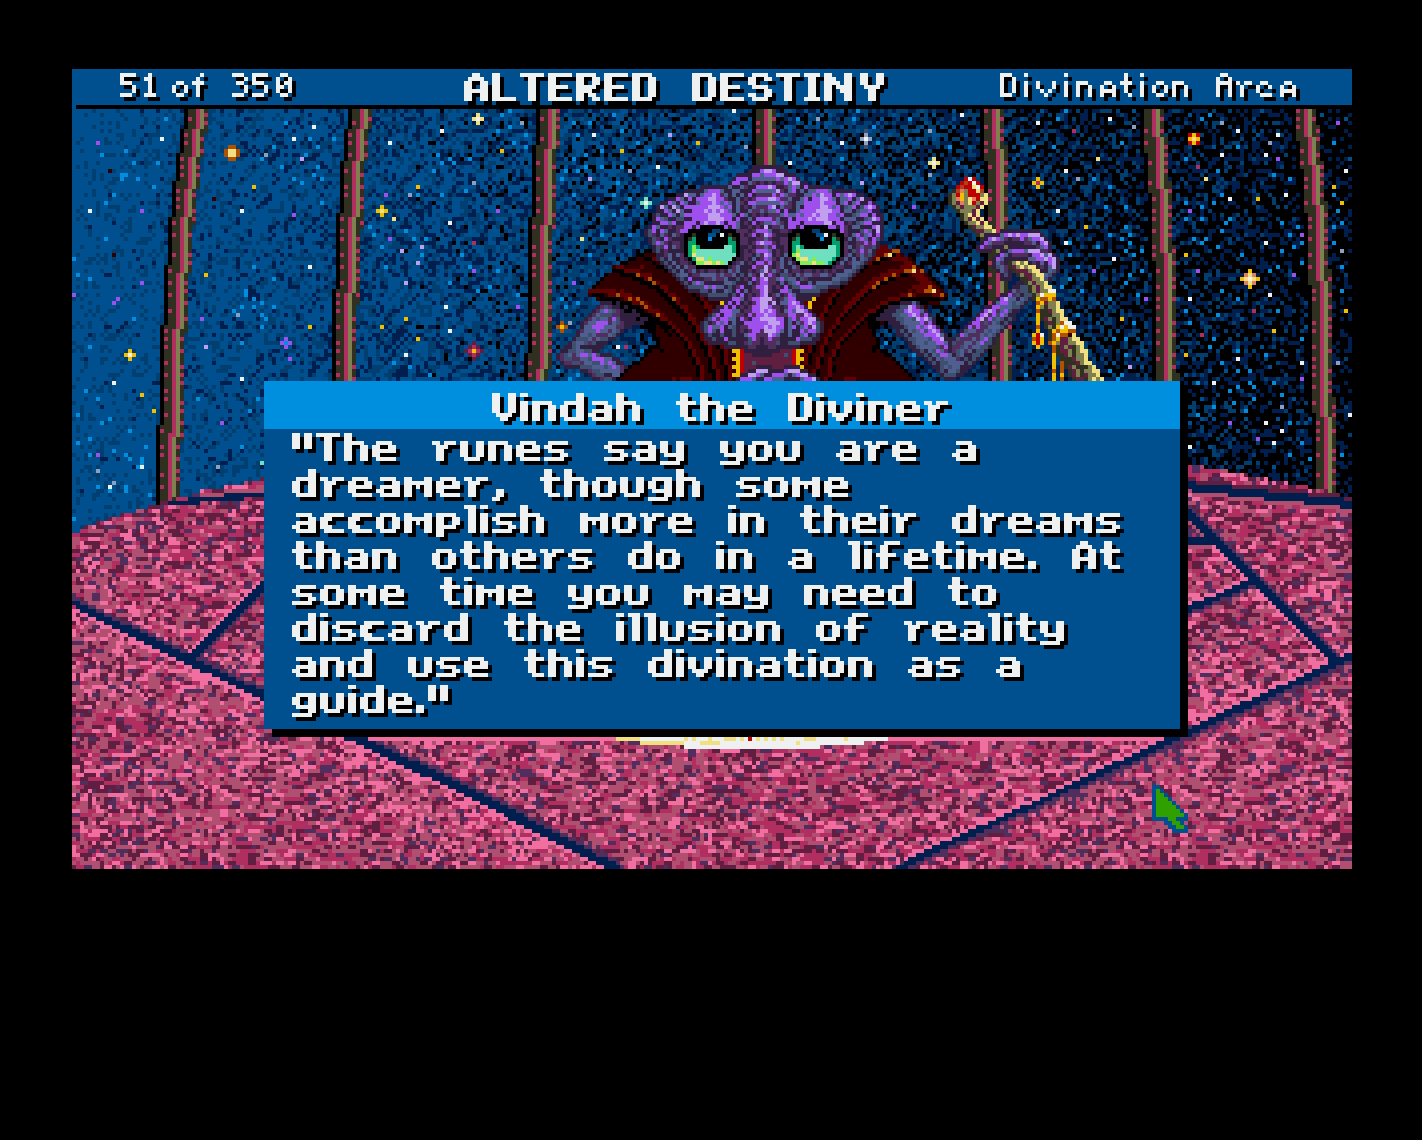 51 of 350 ALTERED DESTINY Divination Area
Vindah the Diviner
"The runes say you are a
dreamer, though some
accomplish more in their dreams
than others do in a lifetime. At
some time you may need to
discard the illusion of reality
and use this divination as a
guide."